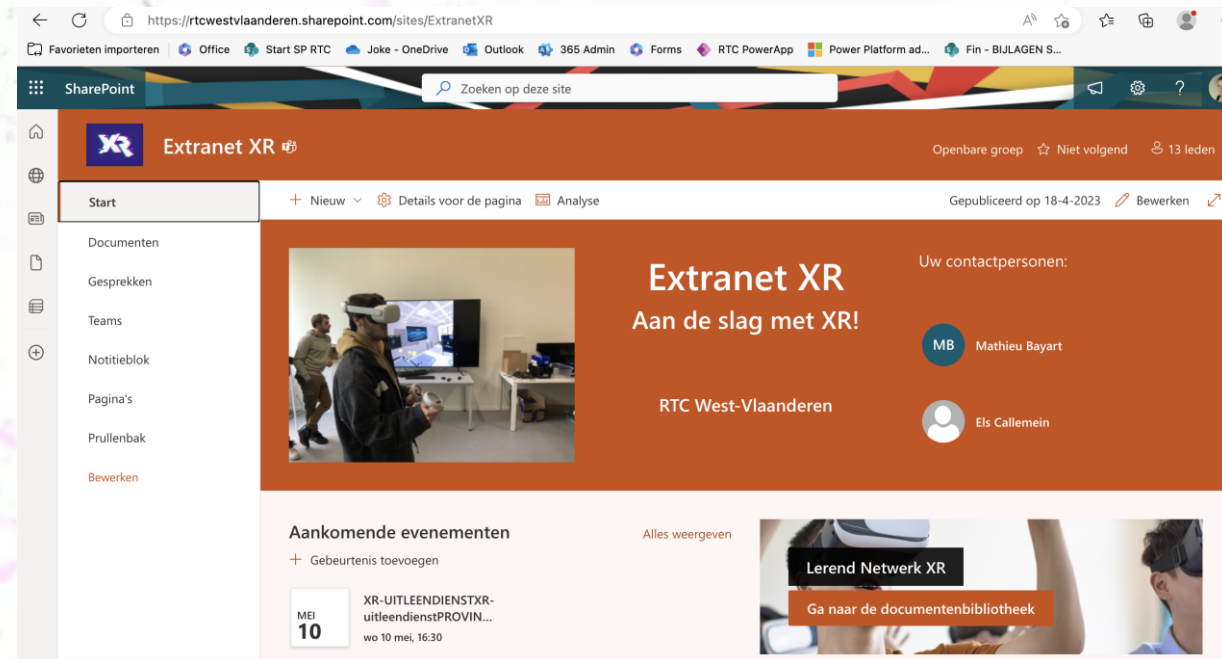 https://rtcwestvlaanderen.sharepoint.com/sites/ExtranetXR
Favorieten importeren Office Start SP RTC Joke - OneDrive Outlook 365 Admin Forms RTC PowerApp Power Platform ad... Fin - BIJLAGEN S...
SharePoint Zoeken op deze site
XR Extranet XR
Openbare groep Niet volgend 13 leden
Start
Nieuw Details voor de pagina Analyse
Gepubliceerd op 18-4-2023 Bewerken
Documenten
Gesprekken
Teams
Notitieblok
Pagina's
Prullenbak
Bewerken
Extranet XR
Aan de slag met XR!
RTC West-Vlaanderen
Uw contactpersonen:
MB Mathieu Bayart
Els Callemein
Aankomende evenementen
Alles weergeven
Gebeurtenis toevoegen
MEI
10
XR-UITLEENDIENSTXR-
uitleendienstPROVIN...
wo 10 mei, 16:30
Lerend Netwerk XR
Ga naar de documentenbibliotheek